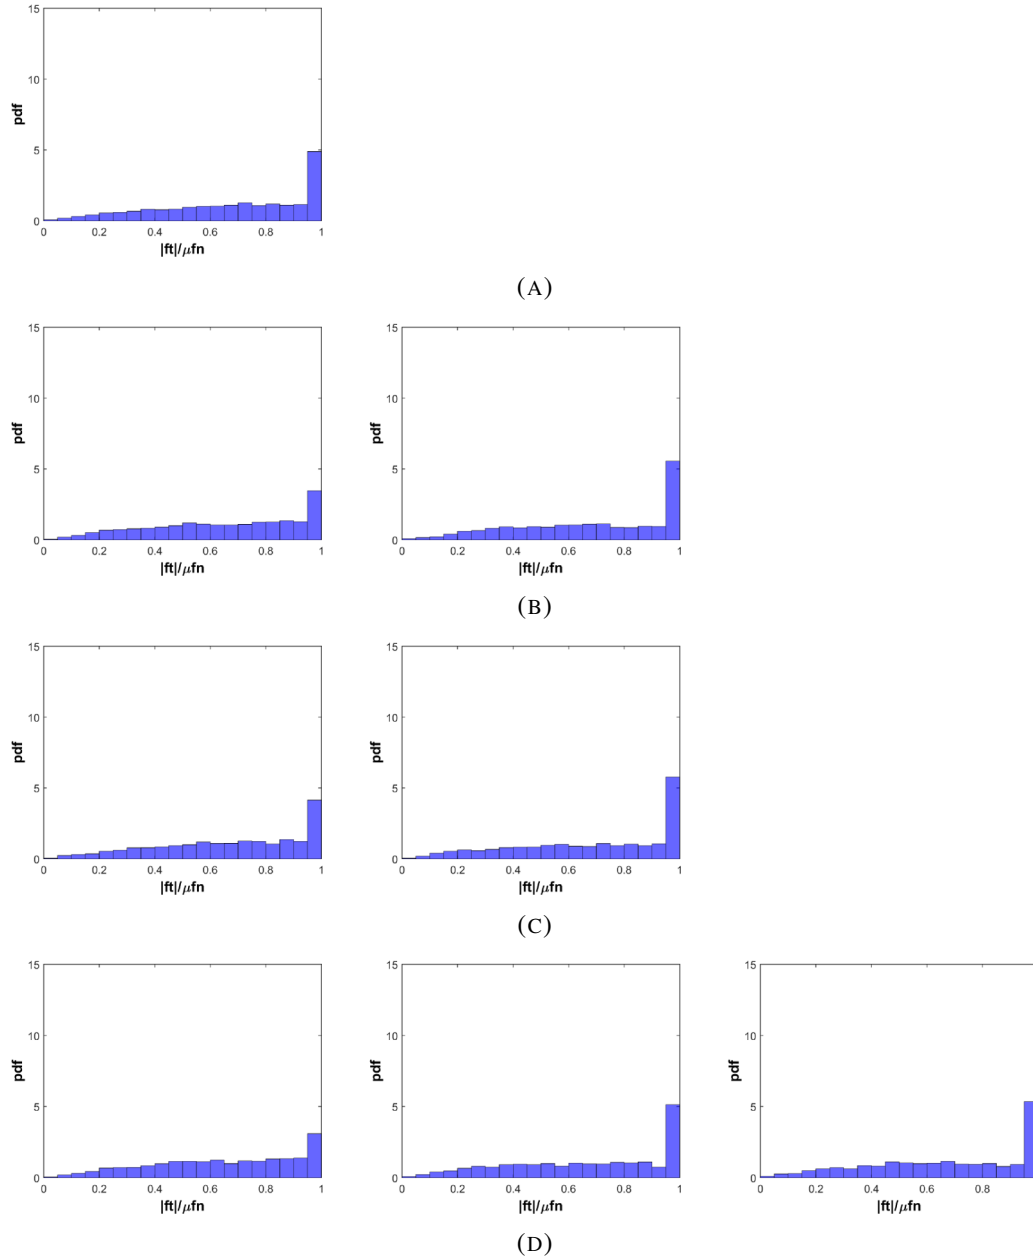 15
10
pdf
5
0
0 0.2 0.4 0.6 0.8 1
|ft|/μfn
(A)
15 15
10 10
pdf pdf
5 5
0 0
0 0.2 0.4 0.6 0.8 1 0 0.2 0.4 0.6 0.8 1
|ft|/μfn |ft|/μfn
(B)
15 15
10 10
pdf pdf
5 5
0 0
0 0.2 0.4 0.6 0.8 1 0 0.2 0.4 0.6 0.8 1
|ft|/μfn |ft|/μfn
(C)
15 15 15
10 10 10
pdf pdf pdf
5 5 5
0 0 0
0 0.2 0.4 0.6 0.8 1 0 0.2 0.4 0.6 0.8 1 0 0.2 0.4 0.6 0.8
|ft|/μfn |ft|/μfn |ft|/μfn
(D)